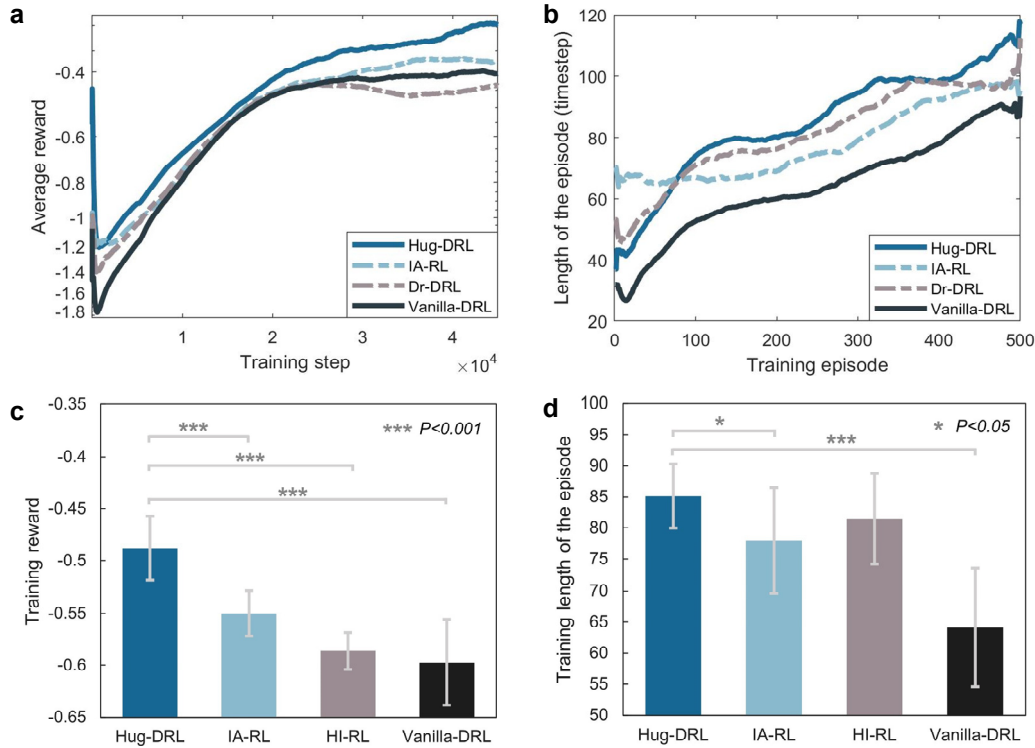 a
-0.4
-0.6
-0.8
-1
-1.2
-1.4
-1.6
-1.8
Average reward
Hug-DRL
IA-RL
Dr-DRL
Vanilla-DRL
1 2 3 4
Training step
× 10⁴
b
120
100
80
60
40
20
Length of the episode (timestep)
Hug-DRL
IA-RL
Dr-DRL
Vanilla-DRL
0 100 200 300 400 500
Training episode
c
-0.35
-0.4
-0.45
-0.5
-0.55
-0.6
-0.65
Training reward
*** P<0.001
***
***
***
Hug-DRL IA-RL HI-RL Vanilla-DRL
d
100
95
90
85
80
75
70
65
60
55
50
Training length of the episode
* P<0.05
*
***
Hug-DRL IA-RL HI-RL Vanilla-DRL